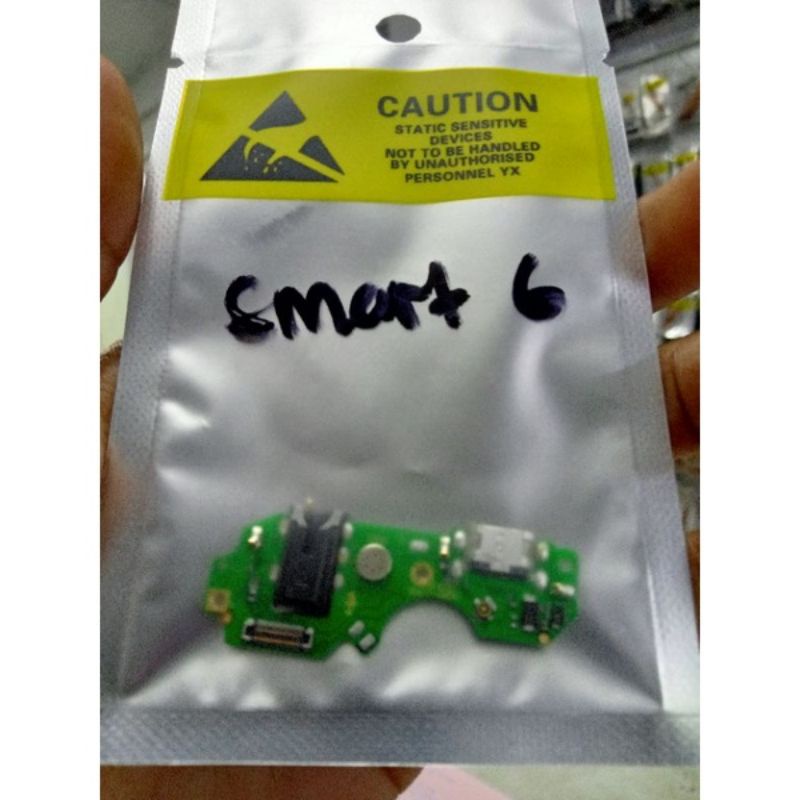 CAUTION
STATIC SENSITIVE
DEVICES
NOT TO BE HANDLED
BY UNAUTHORISED
PERSONNEL YX
smart 6